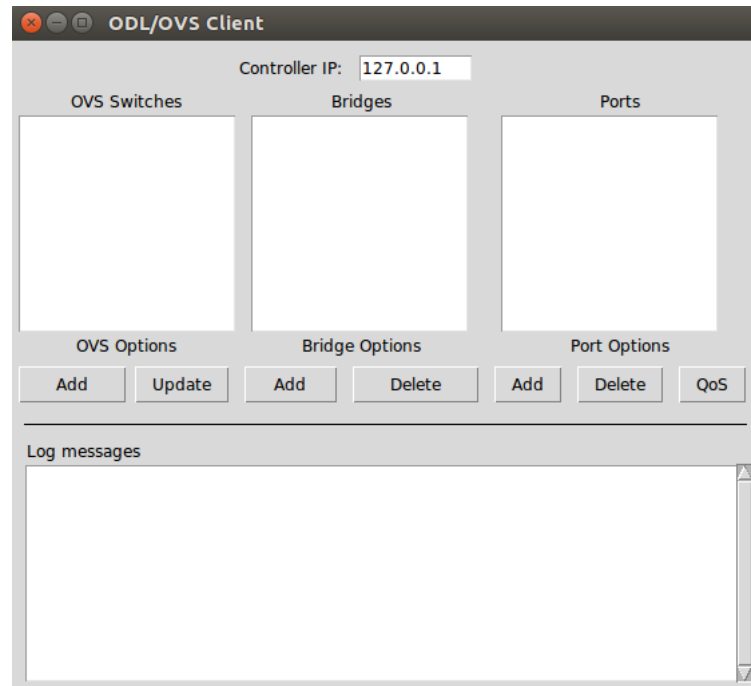 ODL/OVS Client
Controller IP: 127.0.0.1
OVS Switches Bridges Ports
OVS Options Bridge Options Port Options
Add Update Add Delete Add Delete QoS
Log messages